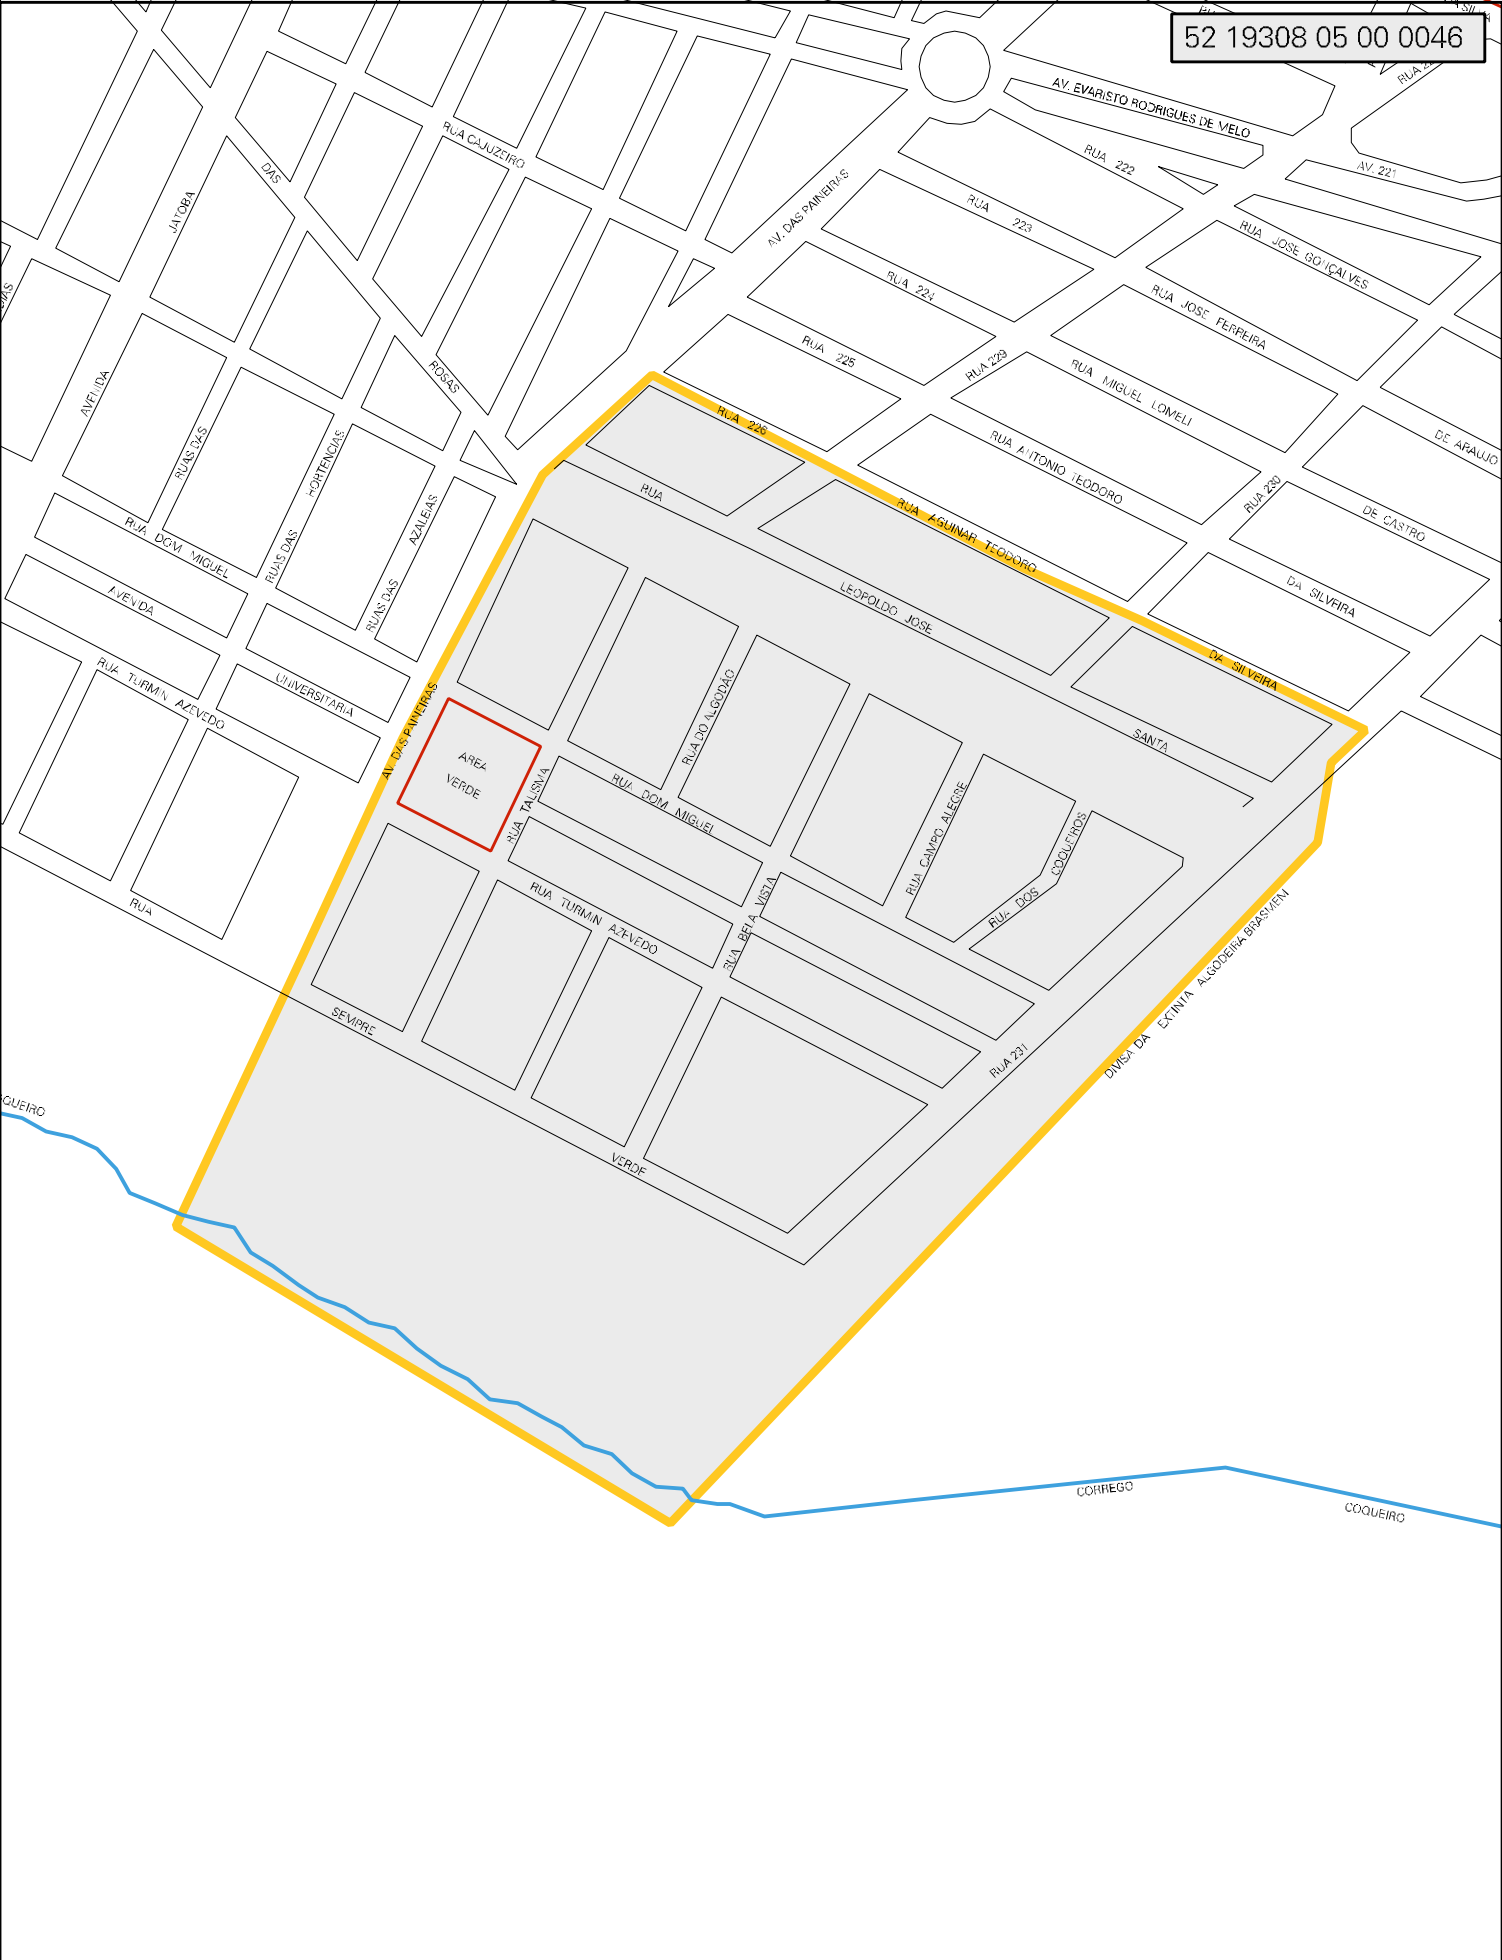 52 19308 05 00 0046
AV. EVARISTO RODRIGUES DE MELO
RUA CAJUZEIRO
RUA 222
AV. 221
DAS
JATOBA
AV. DAS PAINEIRAS
RUA 223
RUA JOSE GONÇALVES
RUA 224
RUA JOSE FERREIRA
RUA 225
RUA 229
ROSAS
AVENIDA
RUA MIGUEL LOMELI
RUA 226
RUAS DAS
HORTENCIAS
RUA ANTONIO TEODORO
DE ARAUJO
RUA
RUA 230
AZALEIAS
RUA AGUINAR TEODORO
DE CASTRO
RUA DOM MIGUEL
RUAS DAS
AVENIDA
RUAS DAS
LEOPOLDO JOSE
DA SILVEIRA
DA SILVEIRA
RUA TURMIN AZEVEDO
UNIVERSITARIA
AV. DAS PAINEIRAS
RUA DO ALGODÃO
SANTA
AREA
VERDE
RUA TALISMA
RUA DOM MIGUEL
RUA CAMPO ALEGRE
RUA DOS COQUEIROS
RUA
RUA TURMIN AZEVEDO
RUA BELA VISTA
SEMPRE
RUA 231
DIVISA DA EXTINTA ALGODEIRA BRASMEN
VERDE
CORREGO
COQUEIRO